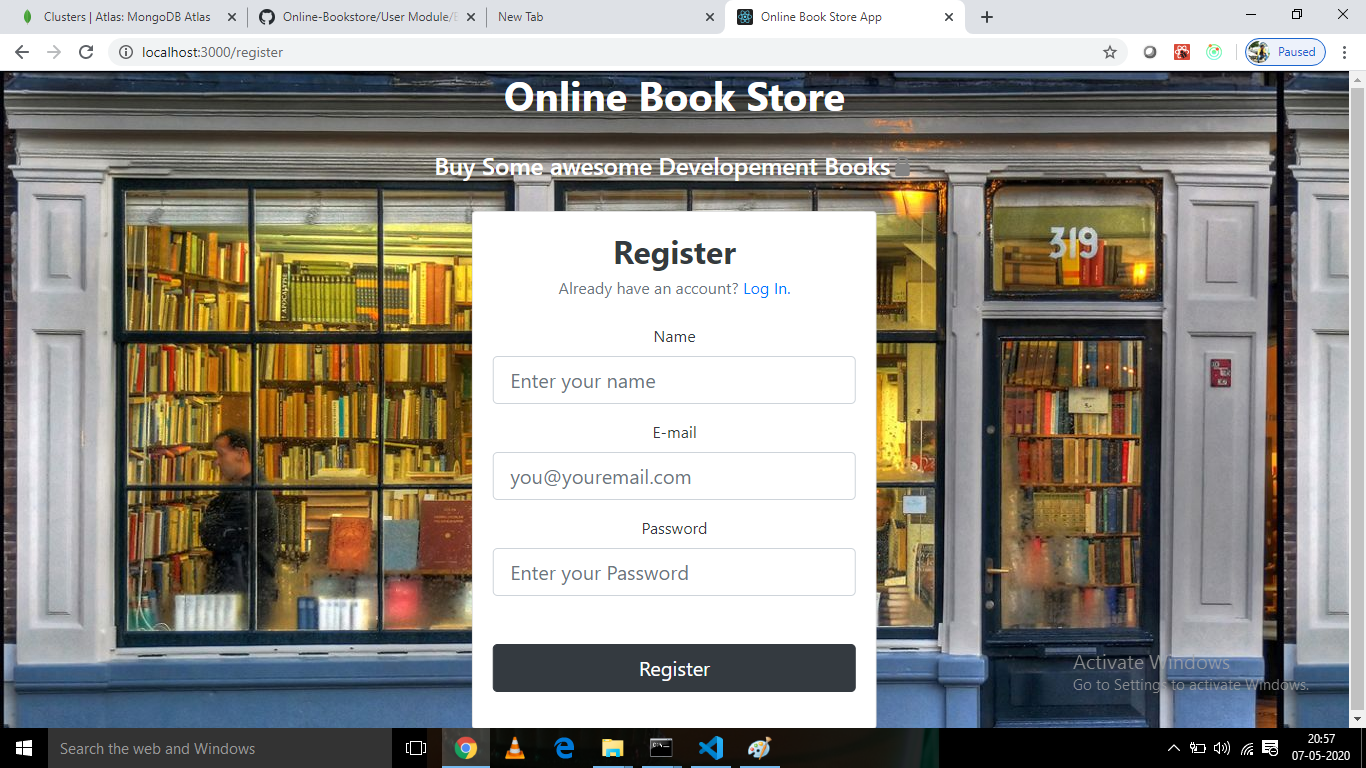 Clusters | Atlas: MongoDB Atlas
Online-Bookstore/User Module/
New Tab
Online Book Store App
localhost:3000/register
Paused
Online Book Store
Buy Some awesome Developement Books
319
Register
Already have an account? Log In.
Name
Enter your name
E-mail
you@youremail.com
Password
Enter your Password
Register
Activate Windows
Go to Settings to activate Windows.
Search the web and Windows
20:57
07-05-2020